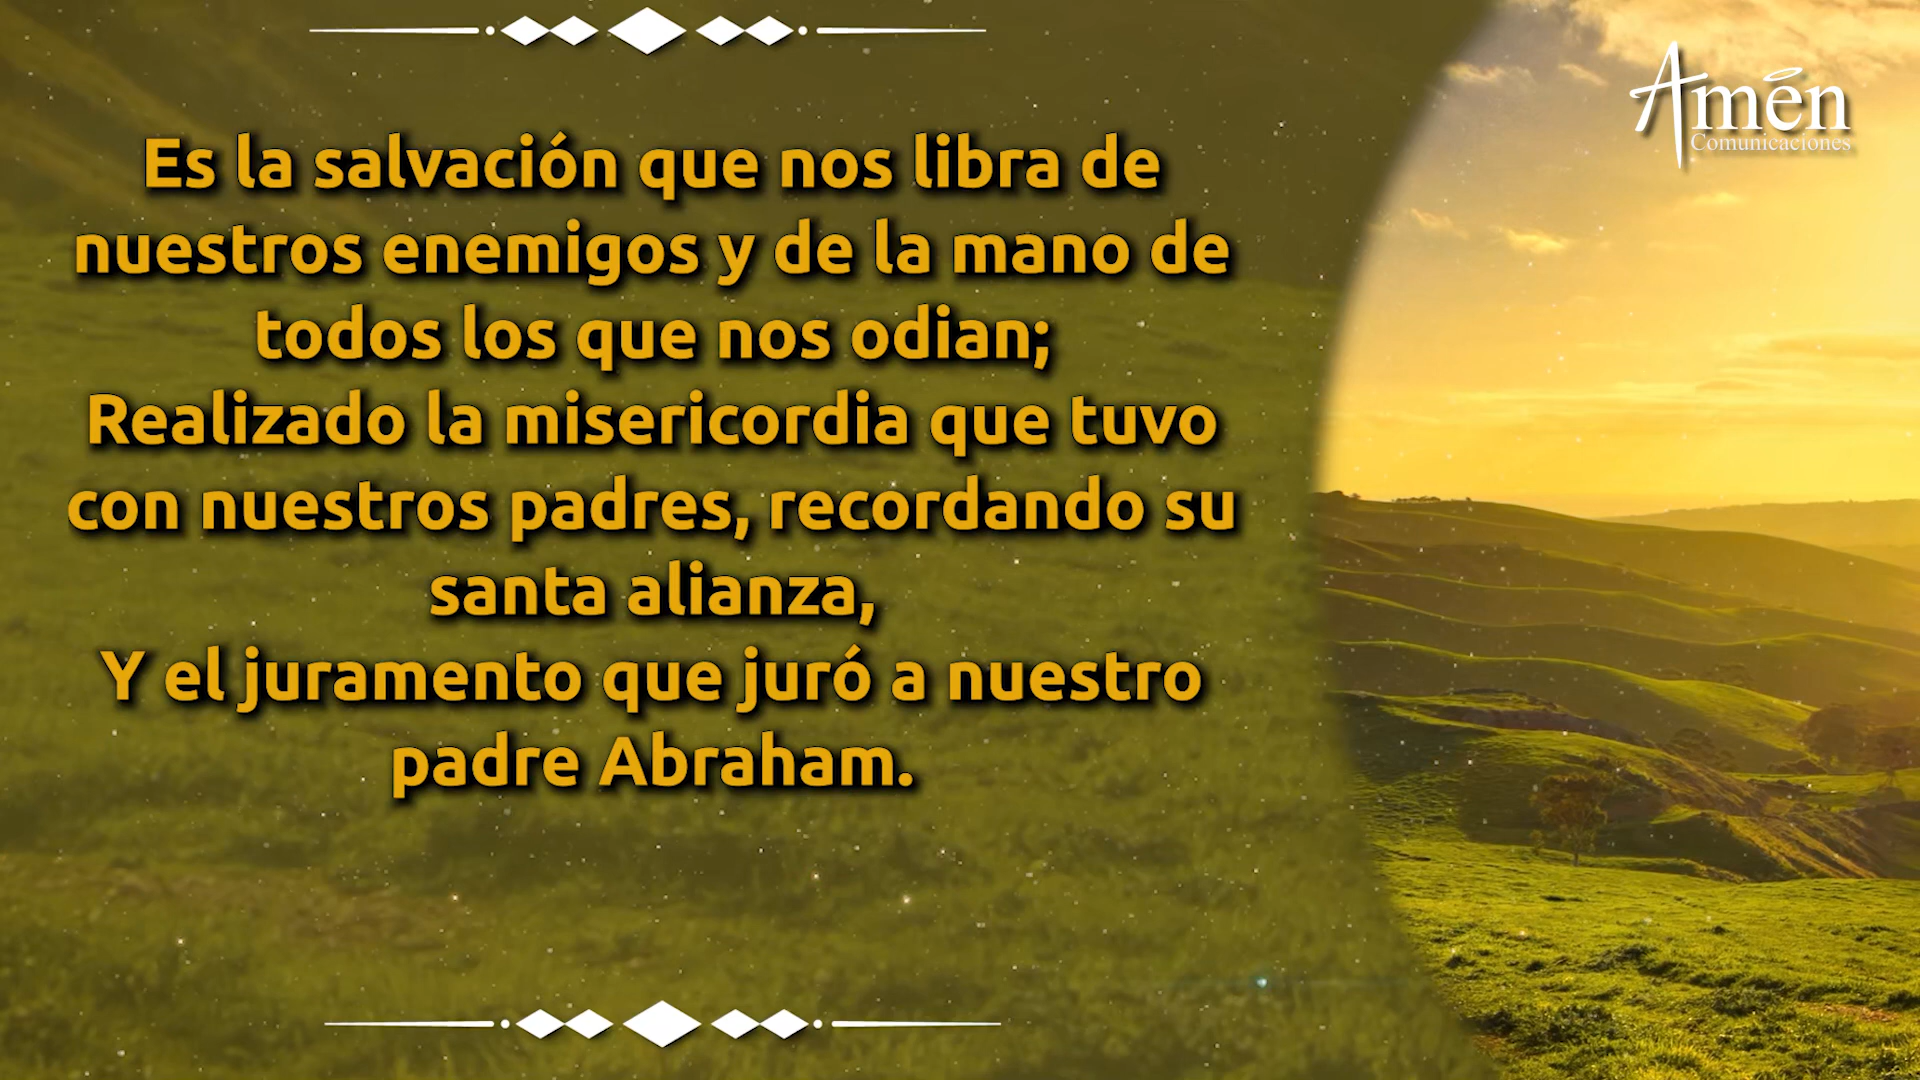 Amén
Comunicaciones
Es la salvación que nos libra de
nuestros enemigos y de la mano de
todos los que nos odian;
Realizado la misericordia que tuvo
con nuestros padres, recordando su
santa alianza,
Y el juramento que juró a nuestro
padre Abraham.